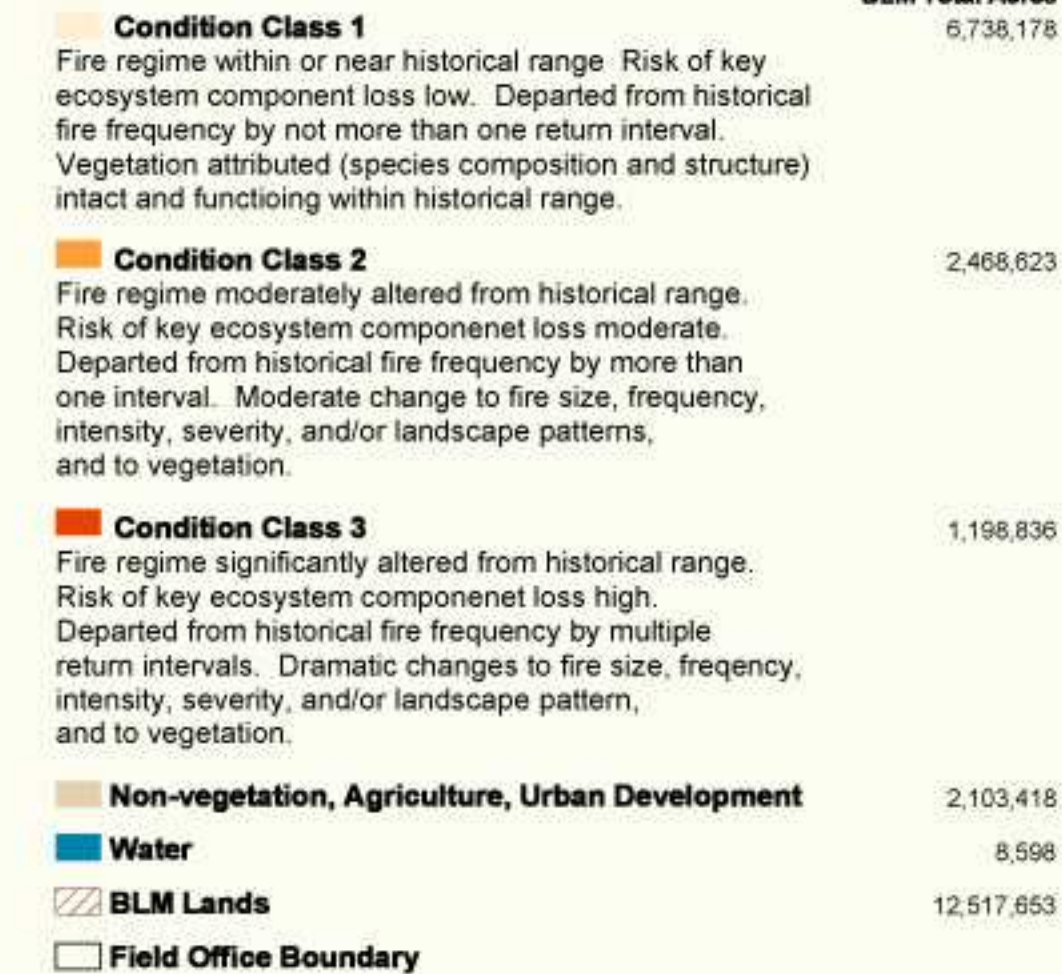 BLM Total Acres
Condition Class 1 6,738,178
Fire regime within or near historical range Risk of key
ecosystem component loss low. Departed from historical
fire frequency by not more than one return interval.
Vegetation attributed (species composition and structure)
intact and functioing within historical range.
Condition Class 2 2,468,623
Fire regime moderately altered from historical range.
Risk of key ecosystem componenet loss moderate.
Departed from historical fire frequency by more than
one interval. Moderate change to fire size, frequency,
intensity, severity, and/or landscape patterns,
and to vegetation.
Condition Class 3 1,198,836
Fire regime significantly altered from historical range.
Risk of key ecosystem componenet loss high.
Departed from historical fire frequency by multiple
return intervals. Dramatic changes to fire size, freqency,
intensity, severity, and/or landscape pattern,
and to vegetation.
Non-vegetation, Agriculture, Urban Development 2,103,418
Water 8,598
BLM Lands 12,517,653
Field Office Boundary